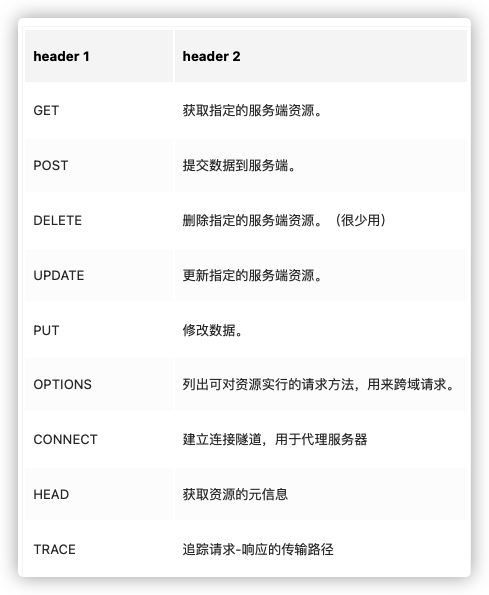 header 1 header 2
GET 获取指定的服务端资源。
POST 提交数据到服务端。
DELETE 删除指定的服务端资源。（很少用）
UPDATE 更新指定的服务端资源。
PUT 修改数据。
OPTIONS 列出可对资源实行的请求方法，用来跨域请求。
CONNECT 建立连接隧道，用于代理服务器
HEAD 获取资源的元信息
TRACE 追踪请求-响应的传输路径